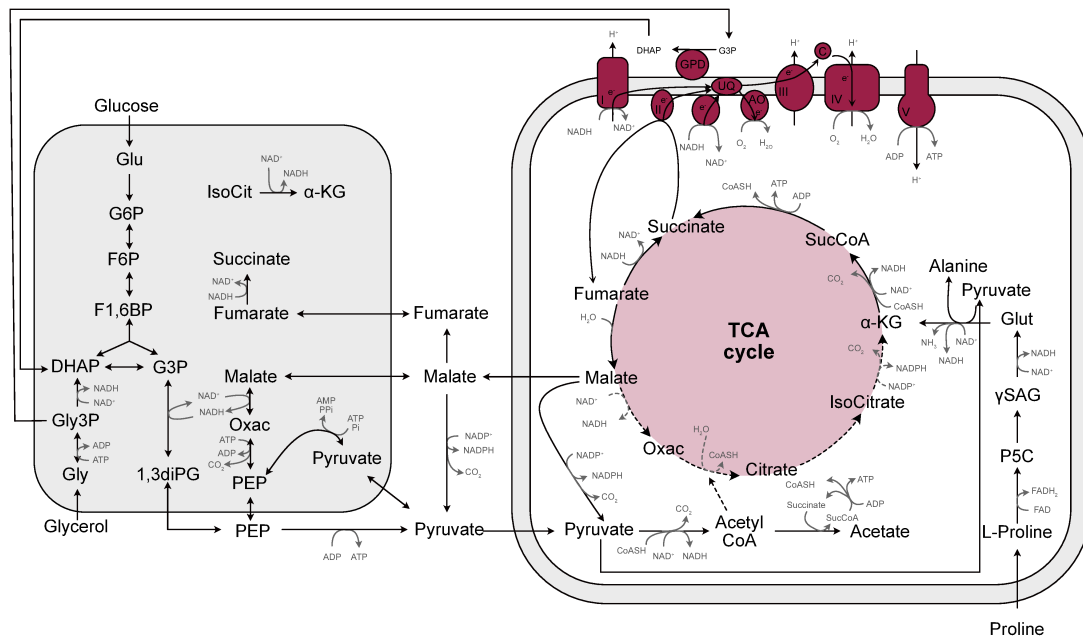 Glucose
Glu
G6P
F6P
F1,6BP
DHAP
G3P
NADH
NAD⁺
Gly3P
ADP
ATP
Gly
Glycerol
1,3diPG
NAD⁺
NADH
IsoCit
α-KG
NAD⁺
NADH
Succinate
NAD⁺
NADH
Fumarate
Malate
NAD⁺
NADH
Oxac
ATP
ADP
CO₂
PEP
AMP
PPi
ATP
Pi
Pyruvate
PEP
ADP
ATP
Fumarate
Malate
NADP⁺
NADPH
CO₂
Pyruvate
DHAP
G3P
GPD
H⁺
I
e⁻
NADH
NAD⁺
II
e⁻
e⁻
NADH
NAD⁺
UQ
AO
e⁻
O₂
H₂₀
H⁺
e⁻
III
C
H⁺
e⁻
IV
O₂
H₂O
V
ADP
ATP
H⁺
TCA
cycle
Succinate
CoASH
ATP
ADP
SucCoA
NAD⁺
NADH
Fumarate
H₂O
Malate
NAD⁺
NADH
Oxac
H₂O
CoASH
Citrate
IsoCitrate
CO₂
NADPH
NADP⁺
α-KG
CO₂
NADH
NAD⁺
CoASH
NADP⁺
NADPH
CO₂
Pyruvate
CoASH
NAD⁺
CO₂
NADH
Acetyl
CoA
Succinate
SucCoA
CoASH
ATP
ADP
Acetate
Alanine
Pyruvate
NH₃
NADH
NAD⁺
Glut
NADH
NAD⁺
γSAG
P5C
FADH₂
FAD
L-Proline
Proline